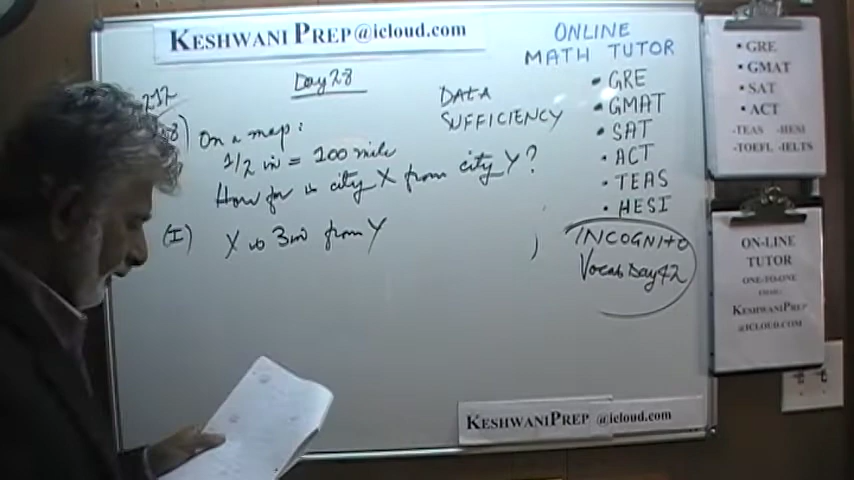 KESHWANI PREP@icloud.com
Day 28
DATA
SUFFICIENCY
On a map:
1/2 in = 100 mile
How far is city X from city Y?
(I) X is 3 in from Y
ONLINE
MATH TUTOR
• GRE
• GMAT
• SAT
• ACT
• TEAS
• HESI
INCOGNITO
Vocab Day 42
• GRE
• GMAT
• SAT
• ACT
-TEAS -HESI
-TOEFL -IELTS
ON-LINE
TUTOR
ONE-TO-ONE
EMAIL:
KESHWANIPREP
@ICLOUD.COM
KESHWANIPREP @icloud.com